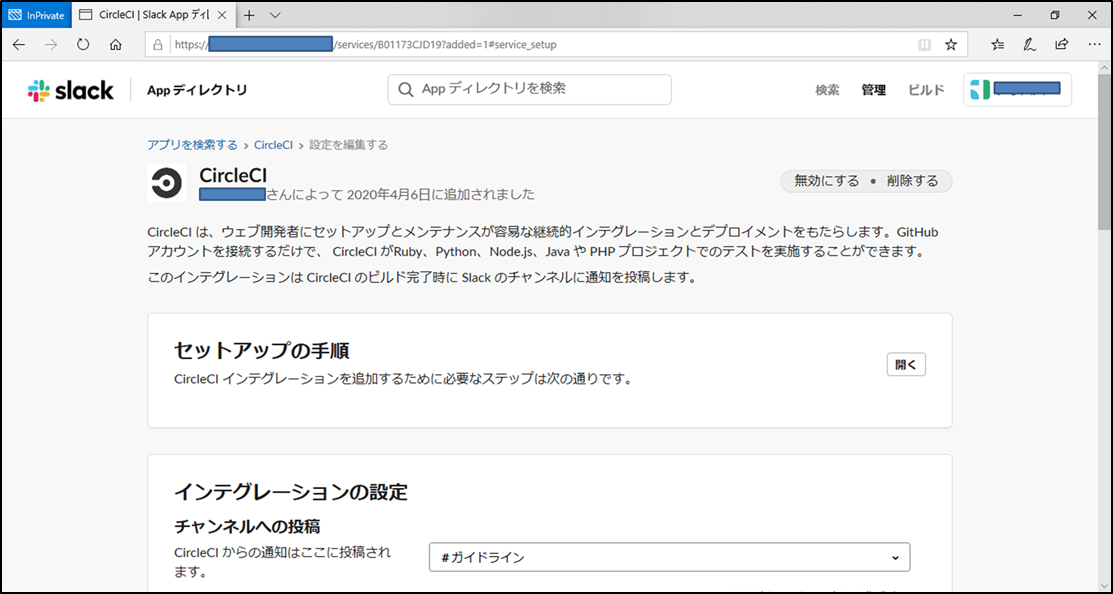 InPrivate
CircleCI | Slack App ディ
https:// /services/B01173CJD19?added=1#service_setup
slack
App ディレクトリ
App ディレクトリを検索
検索 管理 ビルド
アプリを検索する › CircleCI › 設定を編集する
CircleCI
さんによって 2020年4月6日に追加されました
無効にする • 削除する
CircleCI は、ウェブ開発者にセットアップとメンテナンスが容易な継続的インテグレーションとデプロイメントをもたらします。GitHub
アカウントを接続するだけで、 CircleCI がRuby、Python、Node.js、Java や PHP プロジェクトでのテストを実施することができます。
このインテグレーションは CircleCI のビルド完了時に Slack のチャンネルに通知を投稿します。
セットアップの手順
CircleCI インテグレーションを追加するために必要なステップは次の通りです。
開く
インテグレーションの設定
チャンネルへの投稿
CircleCI からの通知はここに投稿され
ます。
#ガイドライン